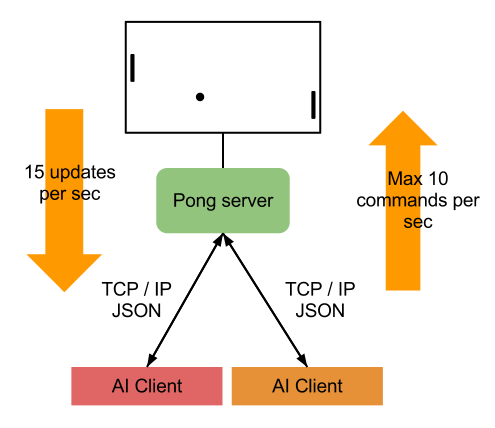 15 updates
per sec
Pong server
Max 10
commands per
sec
TCP / IP
JSON
TCP / IP
JSON
AI Client
AI Client